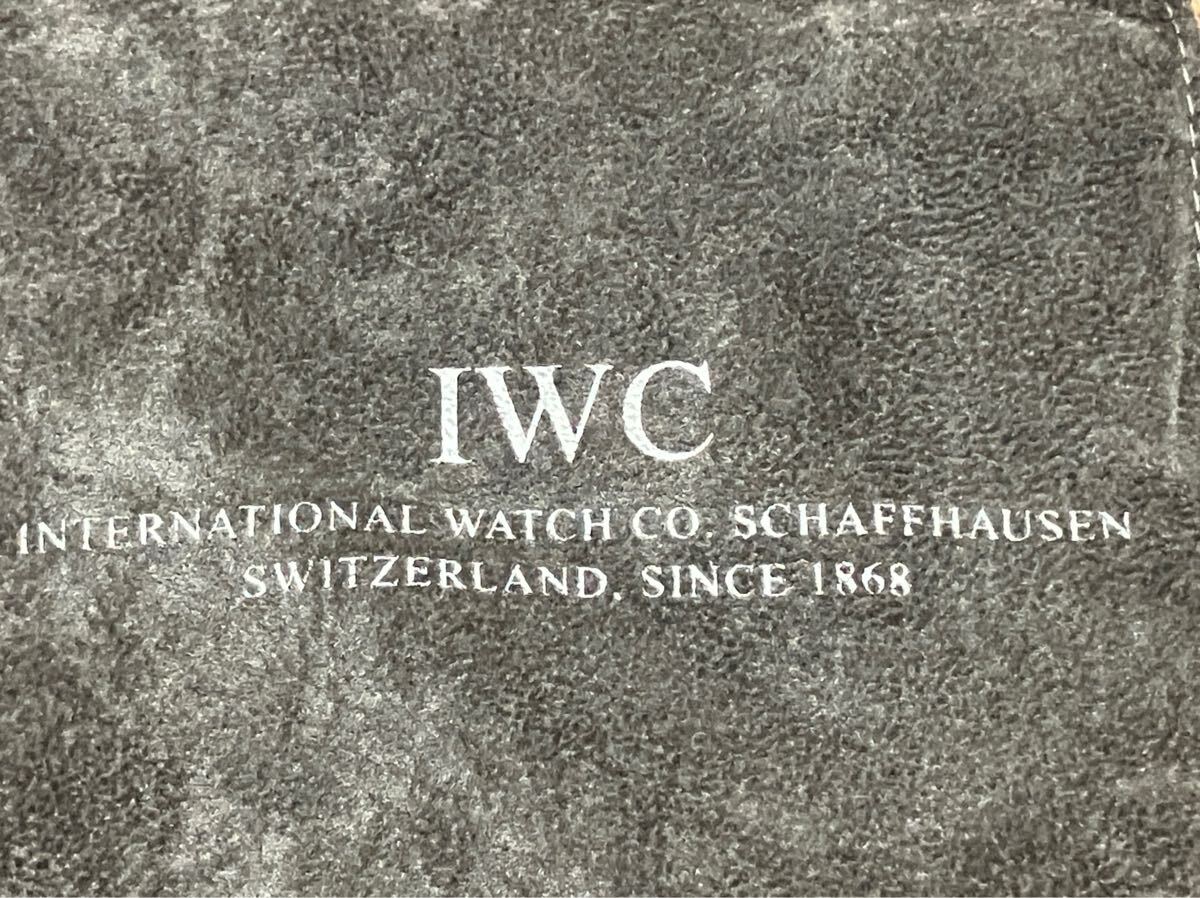 IWC
INTERNATIONAL WATCH CO. SCHAFFHAUSEN
SWITZERLAND. SINCE 1868